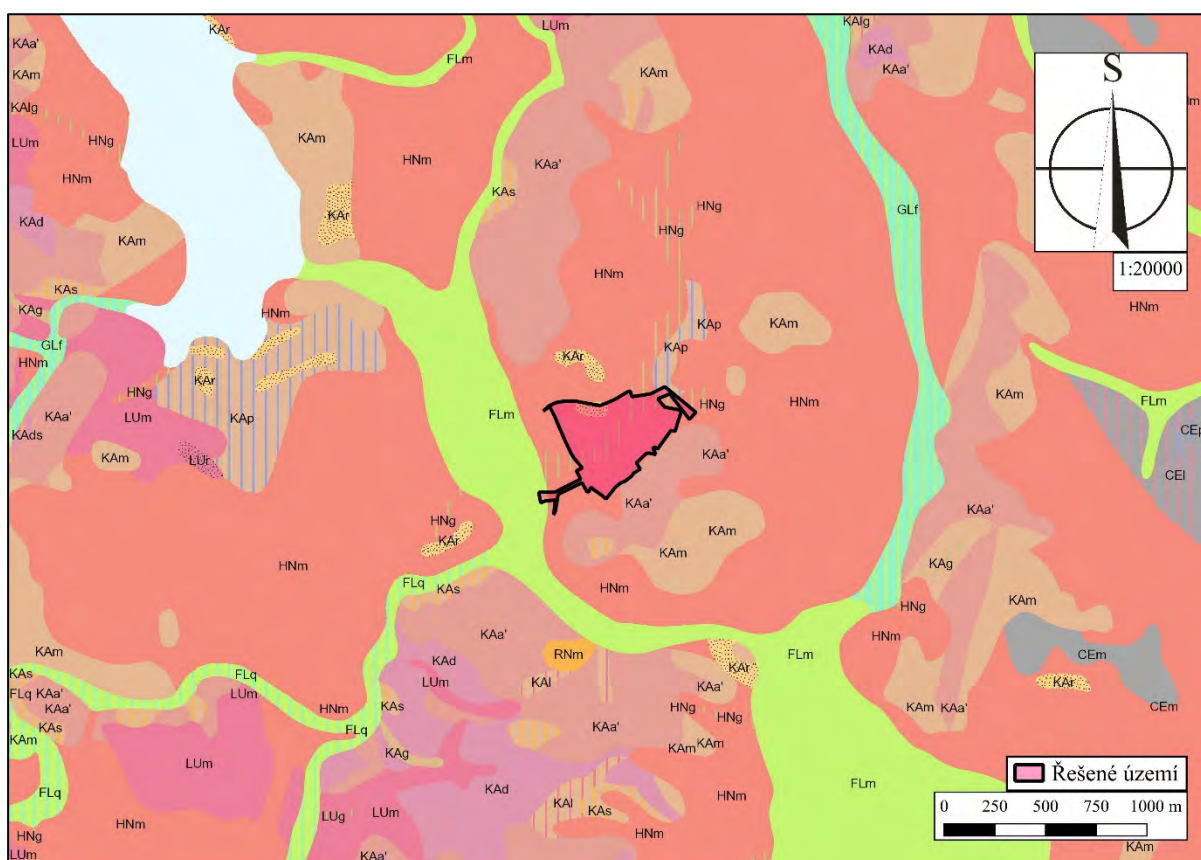 KAr
LUm
KAlg
KAa'
FLm
KAd
KAm
KAa'
KAm
S
KAlg
KAm
LUm
HNg
HNm
HNm
KAa'
KAs
KAr
HNg
GLf
KAd
HNg
KAm
1:20000
HNm
KAs
HNm
KAg
HNm
KAp
KAm
GLf
KAr
HNm
KAr
HNg
HNm
KAm
FLm
KAa'
LUm
FLm
HNg
CEp
KAp
KAds
KAa'
KAm
LUr
CEl
KAa'
KAa'
HNg
KAm
KAr
HNm
FLq
KAs
HNm
KAg
HNg
KAm
KAa'
HNm
KAm
RNm
FLm
CEm
KAs
KAd
KAr
FLq
LUm
KAl
KAa'
KAr
FLq
KAa'
LUm
KAa'
HNm
KAs
HNg
KAm
KAa'
CEm
KAs
FLq
KAa'
HNg
KAm
KAg
KAm
KAm
LUm
Řešené území
KAd
FLm
FLq
KAl
KAs
0 250 500 750 1000 m
HNm
LUg
HNg
HNm
LUm
KAa'
KAm